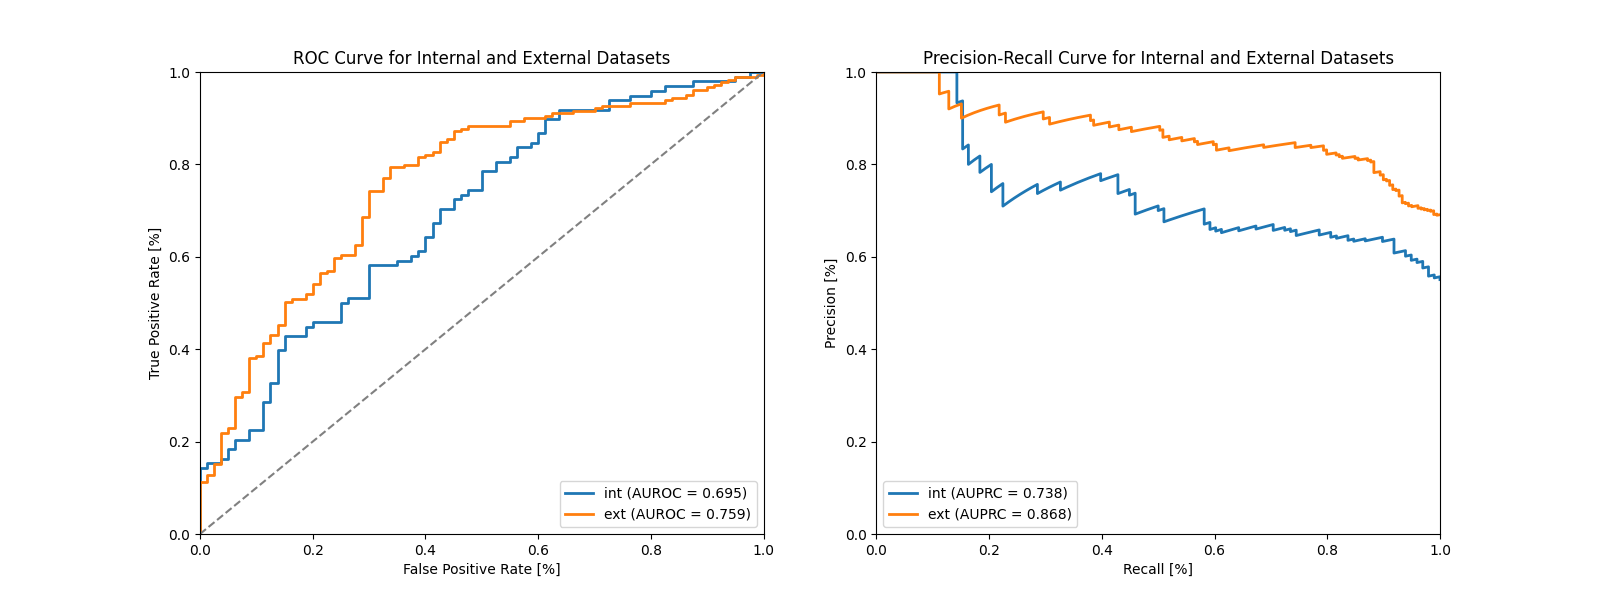 ROC Curve for Internal and External Datasets
1.0
0.8
0.6
0.4
0.2
0.0
True Positive Rate [%]
0.0 0.2 0.4 0.6 0.8 1.0
False Positive Rate [%]
int (AUROC = 0.695)
ext (AUROC = 0.759)
Precision-Recall Curve for Internal and External Datasets
1.0
0.8
0.6
0.4
0.2
0.0
Precision [%]
0.0 0.2 0.4 0.6 0.8 1.0
Recall [%]
int (AUPRC = 0.738)
ext (AUPRC = 0.868)